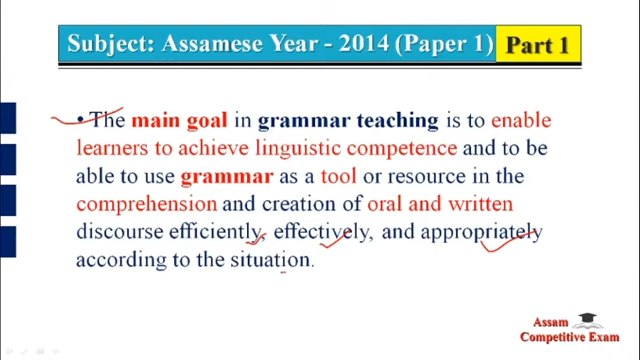 Subject: Assamese Year - 2014 (Paper 1) Part 1
• The main goal in grammar teaching is to enable
learners to achieve linguistic competence and to be
able to use grammar as a tool or resource in the
comprehension and creation of oral and written
discourse efficiently, effectively, and appropriately
according to the situation.
Assam
Competitive Exam